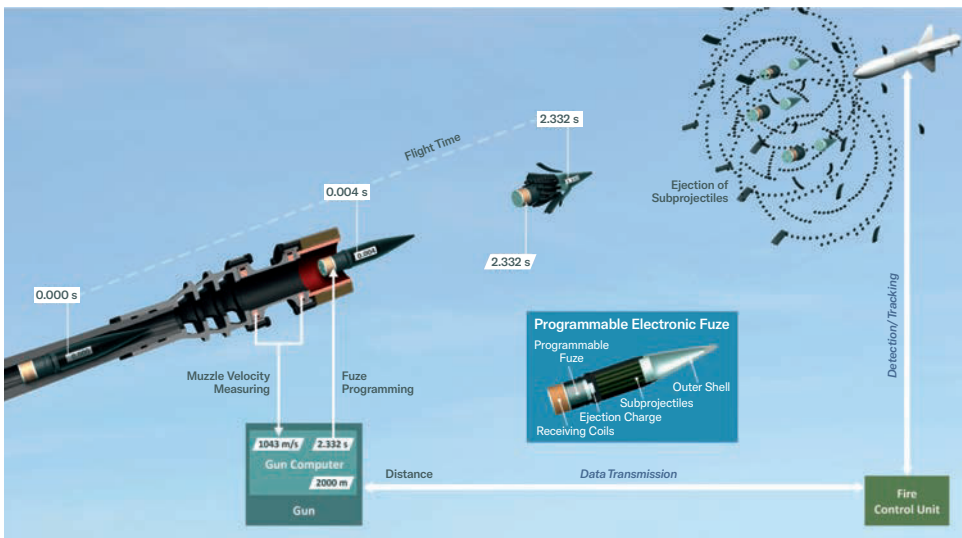 2.332 s
Flight Time
0.004 s
Ejection of
Subprojectiles
0.004
2.332 s
0.000 s
Detection/Tracking
Programmable Electronic Fuze
Programmable
Fuze
Outer Shell
Subprojectiles
Ejection Charge
Receiving Coils
Muzzle Velocity
Measuring
Fuze
Programming
1043 m/s
2.332 s
Gun Computer
2000 m
Gun
Distance
Data Transmission
Fire
Control Unit